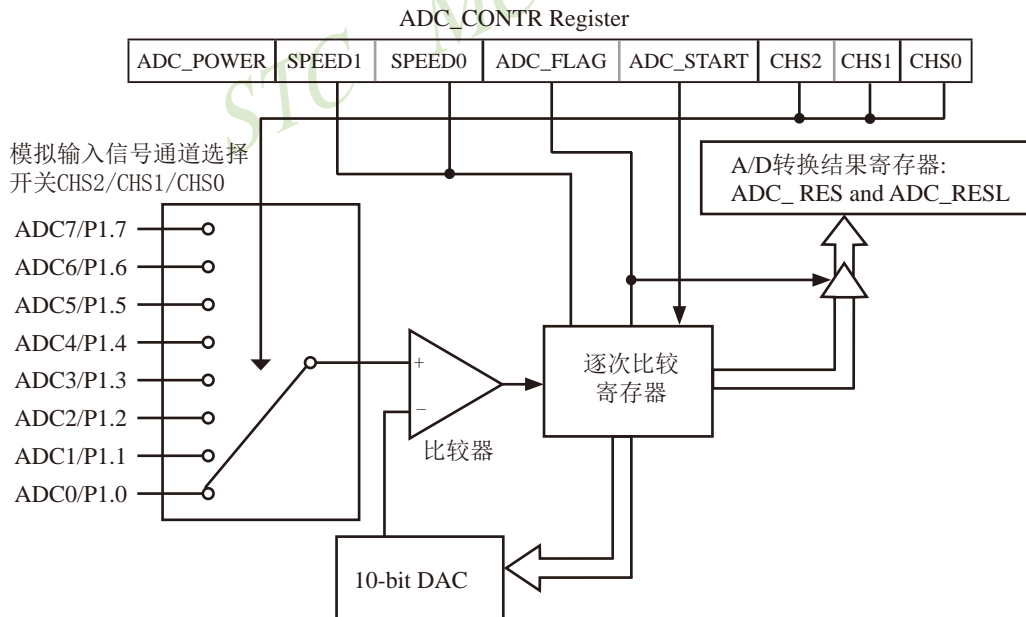 ADC_CONTR Register
ADC_POWER SPEED1 SPEED0 ADC_FLAG ADC_START CHS2 CHS1 CHS0
STC MC
模拟输入信号通道选择
开关CHS2/CHS1/CHS0
A/D转换结果寄存器:
ADC_ RES and ADC_RESL
ADC7/P1.7
ADC6/P1.6
ADC5/P1.5
ADC4/P1.4
ADC3/P1.3
ADC2/P1.2
ADC1/P1.1
ADC0/P1.0
+
−
比较器
逐次比较
寄存器
10-bit DAC